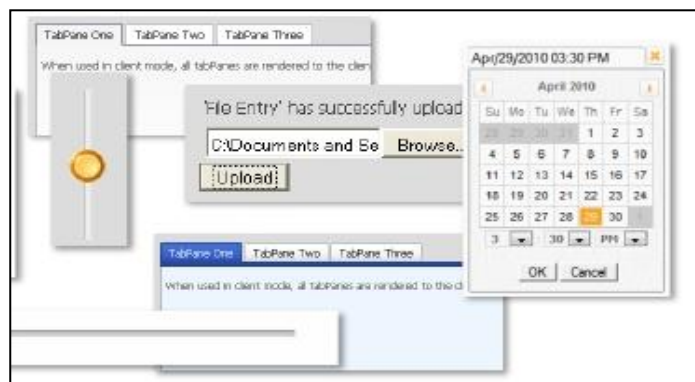 TabPane One TabPane Two TabPane Three
When used in client mode, all tabPanes are rendered to the clien
'File Entry' has successfully upload
C:\Documents and Se Browse..
Upload
Apr/29/2010 03:30 PM
April 2010
Su Mo Tu We Th Fr Sa
28 29 30 31 1 2 3
4 5 6 7 8 9 10
11 12 13 14 15 16 17
18 19 20 21 22 23 24
25 26 27 28 29 30 1
3 : 30 PM
OK Cancel
TabPane One TabPane Two TabPane Three
When used in client mode, all tabPanes are rendered to the cli